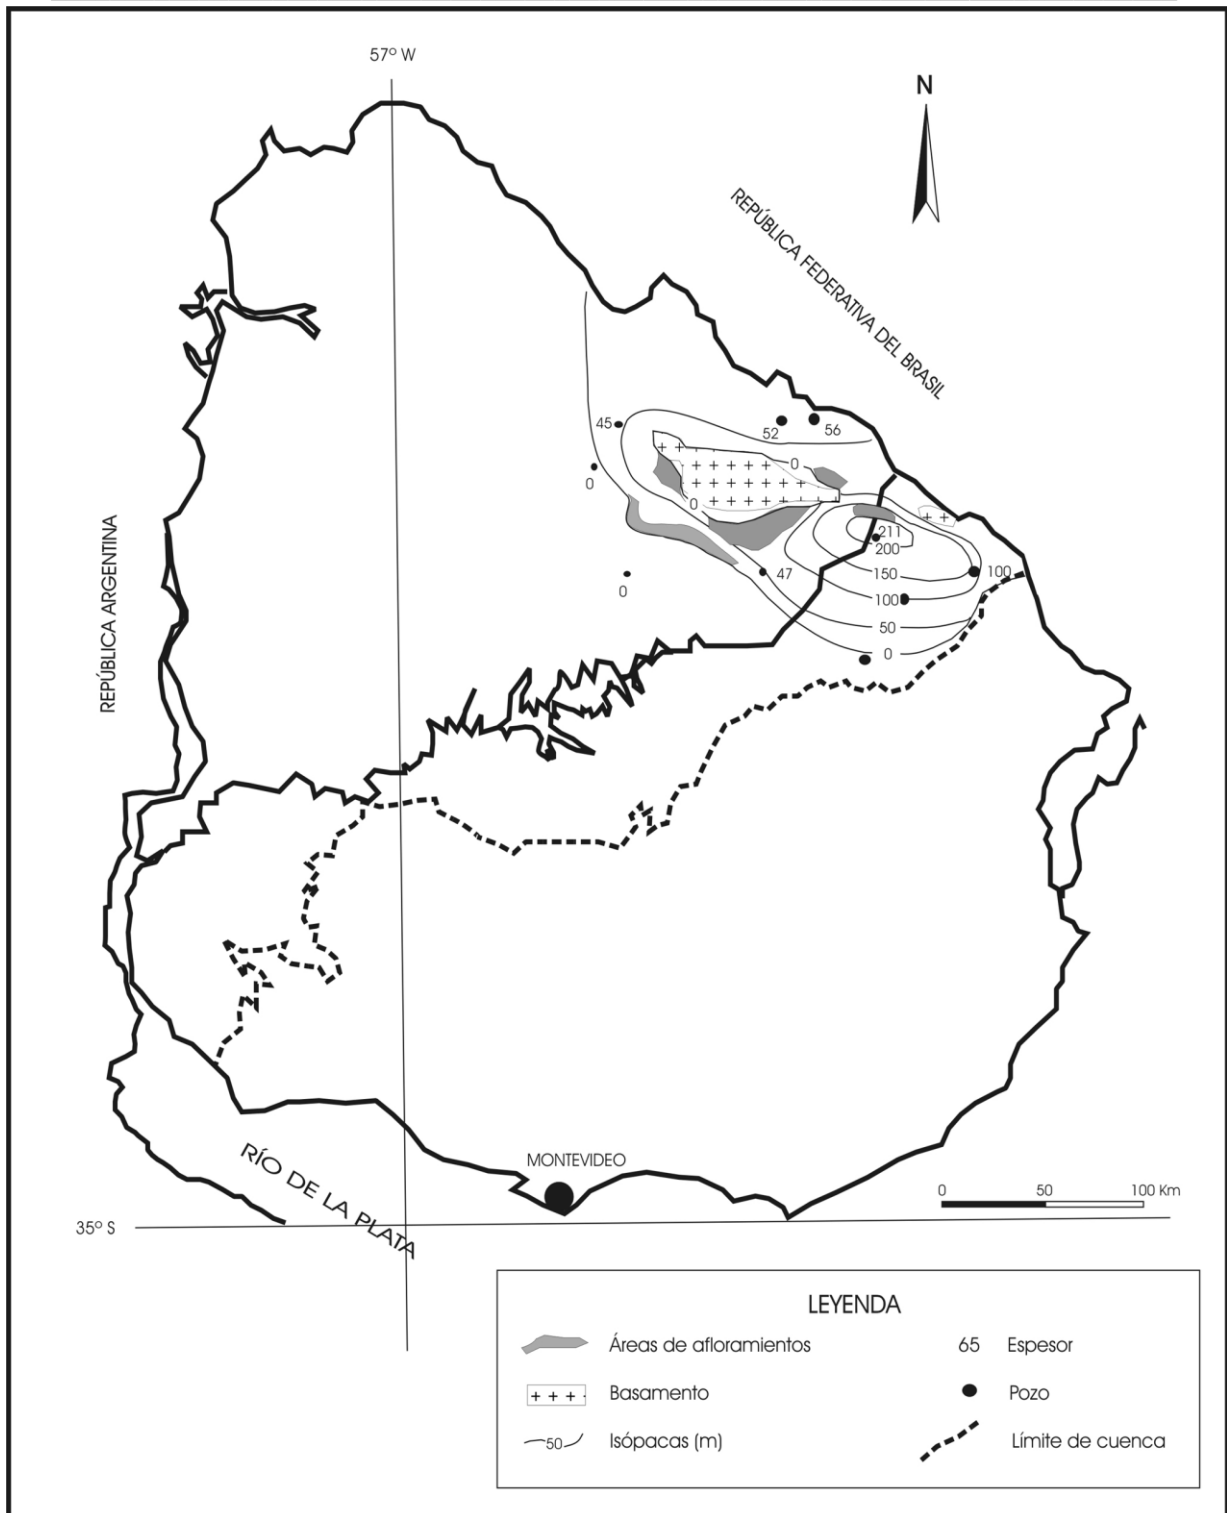 57º W
N
REPÚBLICA FEDERATIVA DEL BRASIL
45
52
56
0
0
0
211
200
47
150
100
0
100
50
0
REPÚBLICA ARGENTINA
MONTEVIDEO
RÍO DE LA PLATA
0 50 100 Km
35º S
LEYENDA
Áreas de afloramientos
65 Espesor
Basamento
Pozo
50
Isópacas (m)
Límite de cuenca